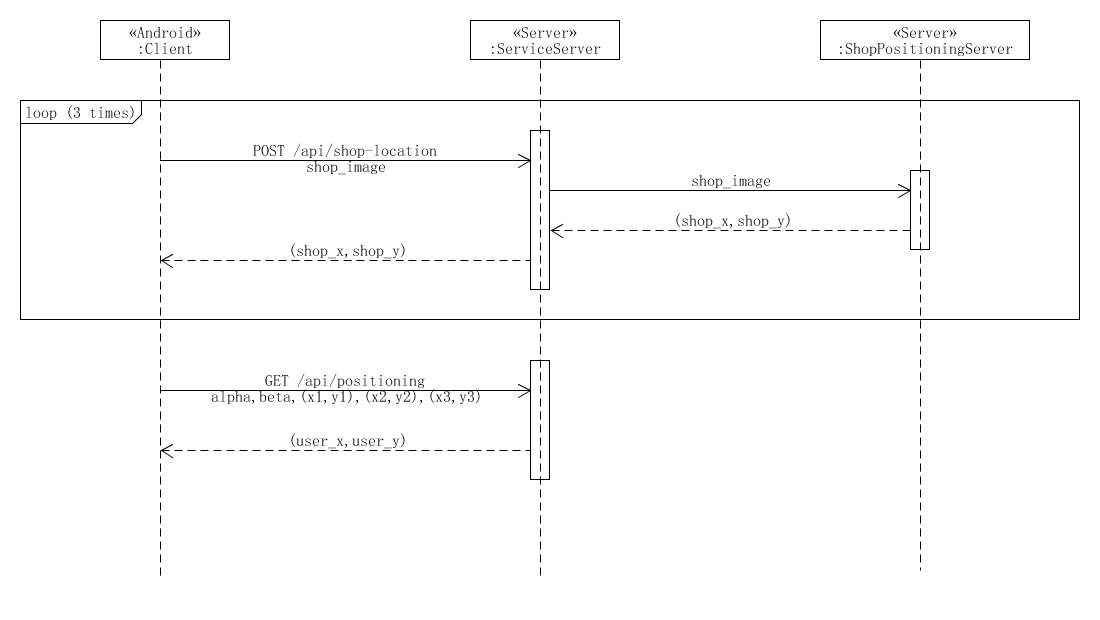 «Android»
:Client
«Server»
:ServiceServer
«Server»
:ShopPositioningServer
loop (3 times)
POST /api/shop-location
shop_image
shop_image
(shop_x,shop_y)
(shop_x,shop_y)
GET /api/positioning
alpha,beta,(x1,y1),(x2,y2),(x3,y3)
(user_x,user_y)